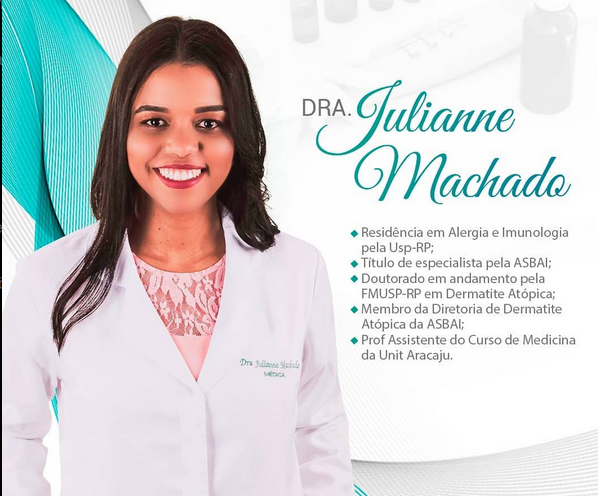 DRA. Julianne
Machado
Residência em Alergia e Imunologia
pela Usp-RP;
Título de especialista pela ASBAI;
Doutorado em andamento pela
FMUSP-RP em Dermatite Atópica;
Membro da Diretoria de Dermatite
Atópica da ASBAI;
Prof Assistente do Curso de Medicina
da Unit Aracaju.
Dra Julianne Machado
MÉDICA